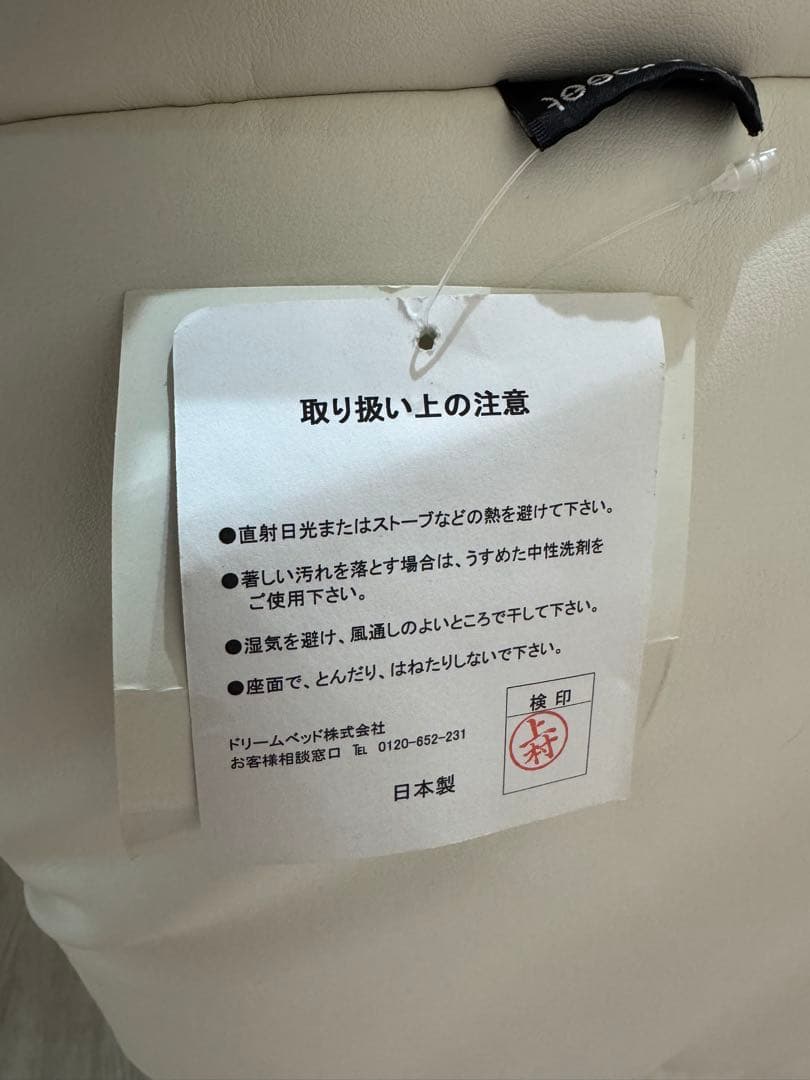 取り扱い上の注意
●直射日光またはストーブなどの熱を避けて下さい。
●著しい汚れを落とす場合は、うすめた中性洗剤を
ご使用下さい。
●湿気を避け、風通しのよいところで干して下さい。
●座面で、とんだり、はねたりしないで下さい。
検印
上村
ドリームベッド株式会社
お客様相談窓口 ℡ 0120-652-231
日本製